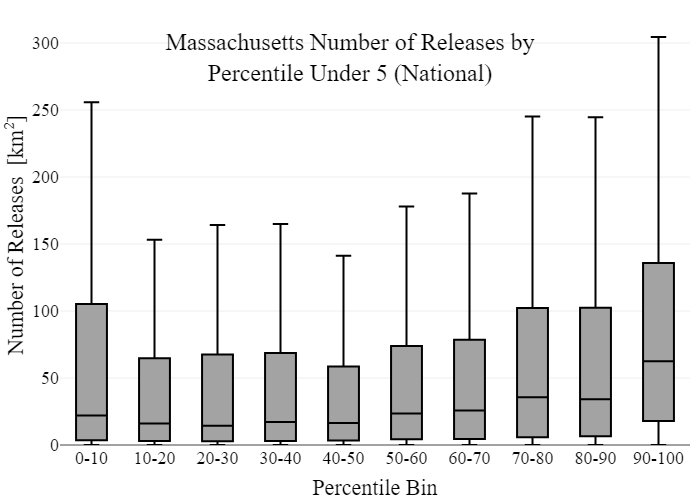 Massachusetts Number of Releases by
Percentile Under 5 (National)
Number of Releases [km²]
300
250
200
150
100
50
0
0-10 10-20 20-30 30-40 40-50 50-60 60-70 70-80 80-90 90-100
Percentile Bin